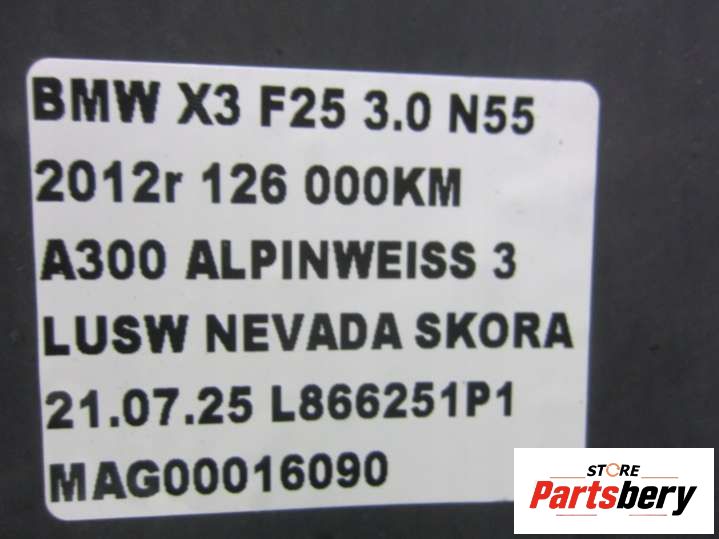 BMW X3 F25 3.0 N55
2012r 126 000KM
A300 ALPINWEISS 3
LUSW NEVADA SKORA
21.07.25 L866251P1
MAG00016090
STORE
Partsbery